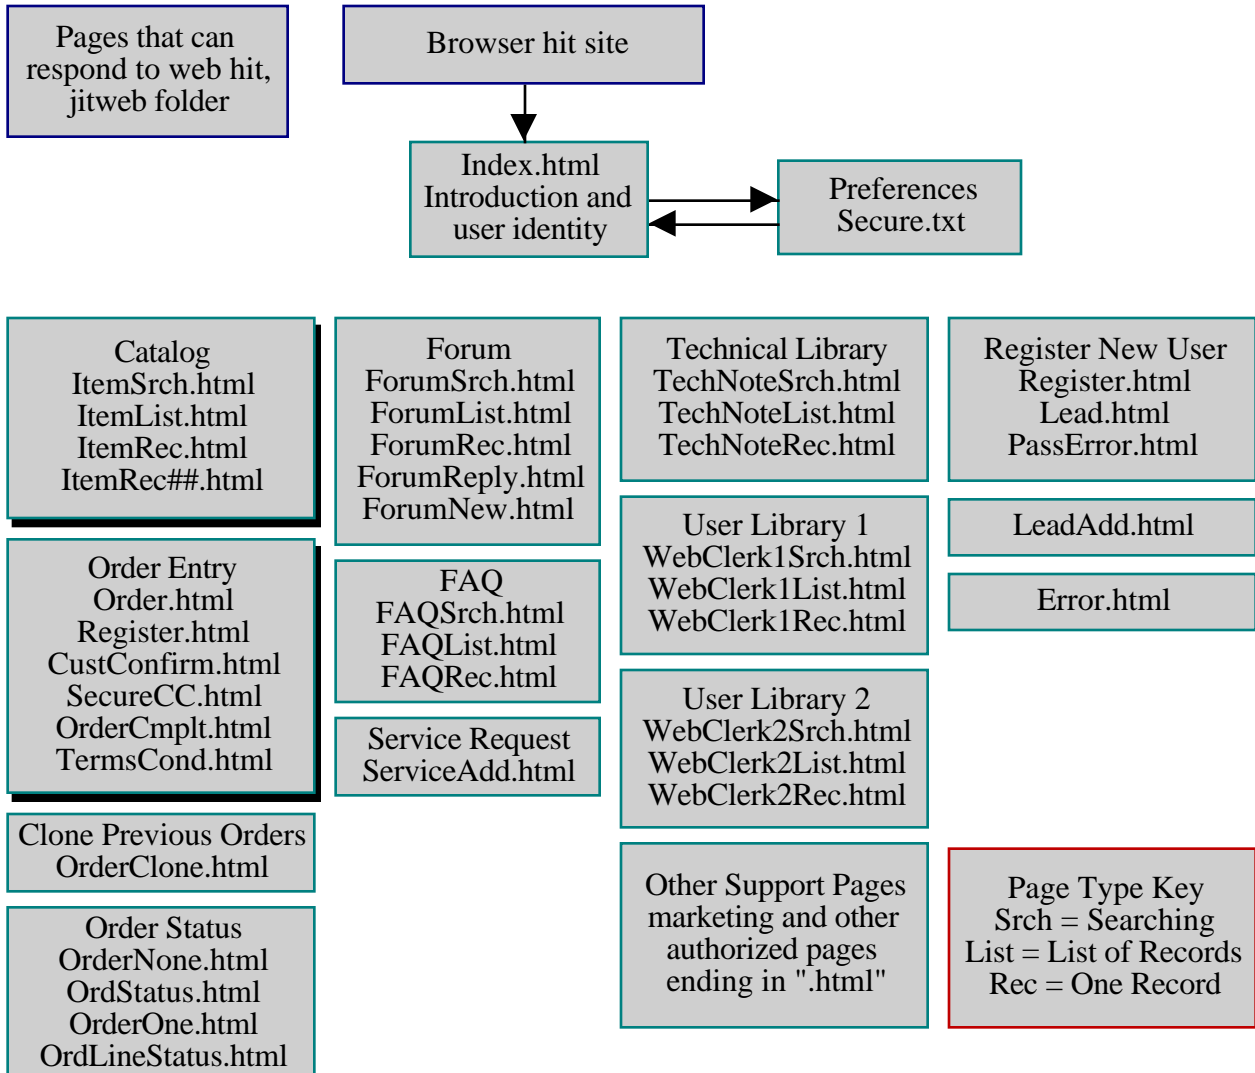 Pages that can
respond to web hit,
jitweb folder
Browser hit site
Index.html
Introduction and
user identity
Preferences
Secure.txt
Catalog
ItemSrch.html
ItemList.html
ItemRec.html
ItemRec##.html
Order Entry
Order.html
Register.html
CustConfirm.html
SecureCC.html
OrderCmplt.html
TermsCond.html
Clone Previous Orders
OrderClone.html
Order Status
OrderNone.html
OrdStatus.html
OrderOne.html
OrdLineStatus.html
Forum
ForumSrch.html
ForumList.html
ForumRec.html
ForumReply.html
ForumNew.html
FAQ
FAQSrch.html
FAQList.html
FAQRec.html
Service Request
ServiceAdd.html
Technical Library
TechNoteSrch.html
TechNoteList.html
TechNoteRec.html
User Library 1
WebClerk1Srch.html
WebClerk1List.html
WebClerk1Rec.html
User Library 2
WebClerk2Srch.html
WebClerk2List.html
WebClerk2Rec.html
Other Support Pages
marketing and other
authorized pages
ending in ".html"
Register New User
Register.html
Lead.html
PassError.html
LeadAdd.html
Error.html
Page Type Key
Srch = Searching
List = List of Records
Rec = One Record